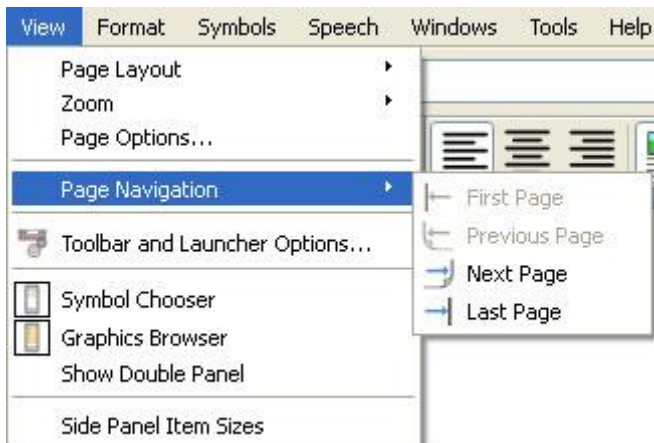 View Format Symbols Speech Windows Tools Help
Page Layout
Zoom
Page Options...
Page Navigation
First Page
Previous Page
Next Page
Last Page
Toolbar and Launcher Options...
Symbol Chooser
Graphics Browser
Show Double Panel
Side Panel Item Sizes